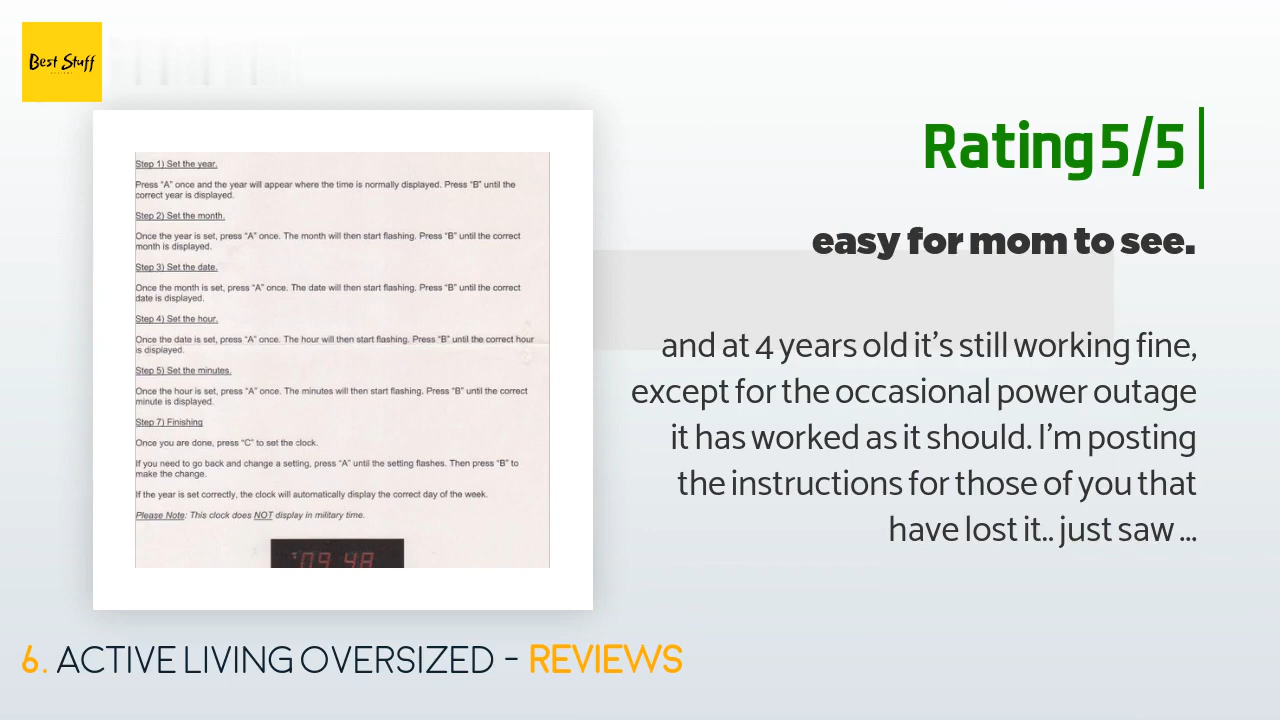 Best Stuff
Step 1) Set the year.
Press "A" once and the year will appear where the time is normally displayed. Press "B" until the
correct year is displayed.
Step 2) Set the month.
Once the year is set, press "A" once. The month will then start flashing. Press "B" until the correct
month is displayed.
Step 3) Set the date.
Once the month is set, press "A" once. The date will then start flashing. Press "B" until the correct
date is displayed.
Step 4) Set the hour.
Once the date is set, press "A" once. The hour will then start flashing. Press "B" until the correct hour
is displayed.
Step 5) Set the minutes.
Once the hour is set, press "A" once. The minutes will then start flashing. Press "B" until the correct
minute is displayed.
Step 7) Finishing
Once you are done, press "C" to set the clock.
If you need to go back and change a setting, press "A" until the setting flashes. Then press "B" to
make the change.
If the year is set correctly, the clock will automatically display the correct day of the week.
Please Note: This clock does NOT display in military time.
09 48
Rating 5/5
easy for mom to see.
and at 4 years old it's still working fine,
except for the occasional power outage
it has worked as it should. I'm posting
the instructions for those of you that
have lost it.. just saw ...
6. ACTIVE LIVING OVERSIZED - REVIEWS